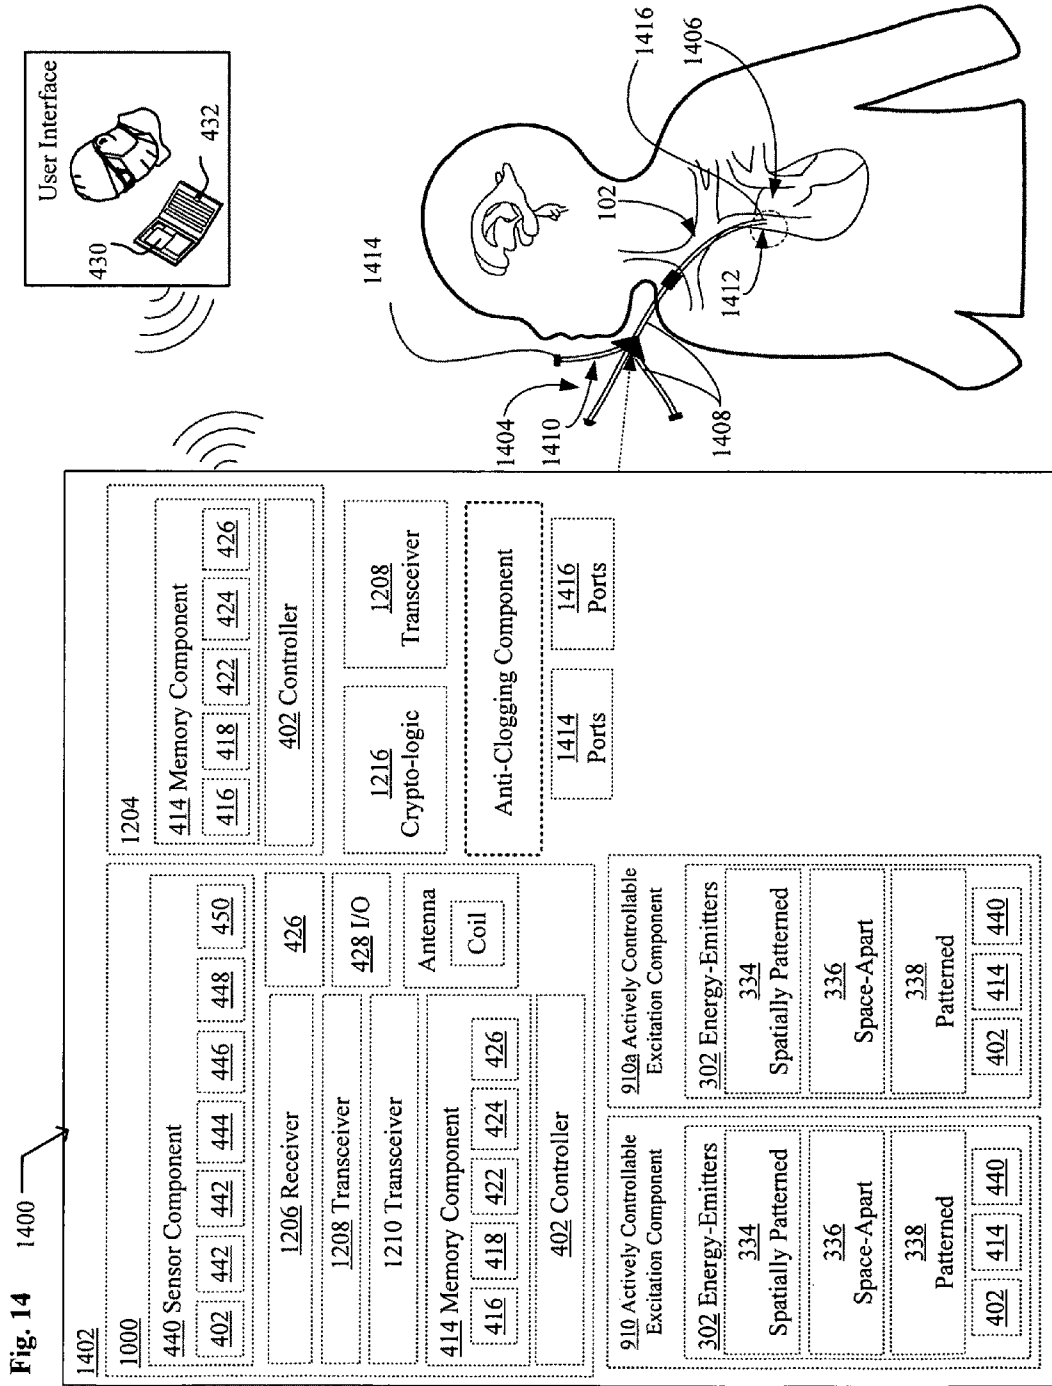 Fig. 14
1400
1402
1000
440 Sensor Component
402 442 442 444 446 448 450
1206 Receiver
426
1208 Transceiver
428 I/O
1210 Transceiver
Antenna
Coil
414 Memory Component
416 418 422 424 426
402 Controller
1204
414 Memory Component
416 418 422 424 426
402 Controller
1216
Crypto-logic
1208
Transceiver
Anti-Clogging Component
1414
Ports
1416
Ports
910 Actively Controllable
Excitation Component
302 Energy-Emitters
334
Spatially Patterned
336
Space-Apart
338
Patterned
402 414 440
910a Actively Controllable
Excitation Component
302 Energy-Emitters
334
Spatially Patterned
336
Space-Apart
338
Patterned
402 414 440
User Interface
430
432
1414
1404
1410
1408
102
1412
1416
1406